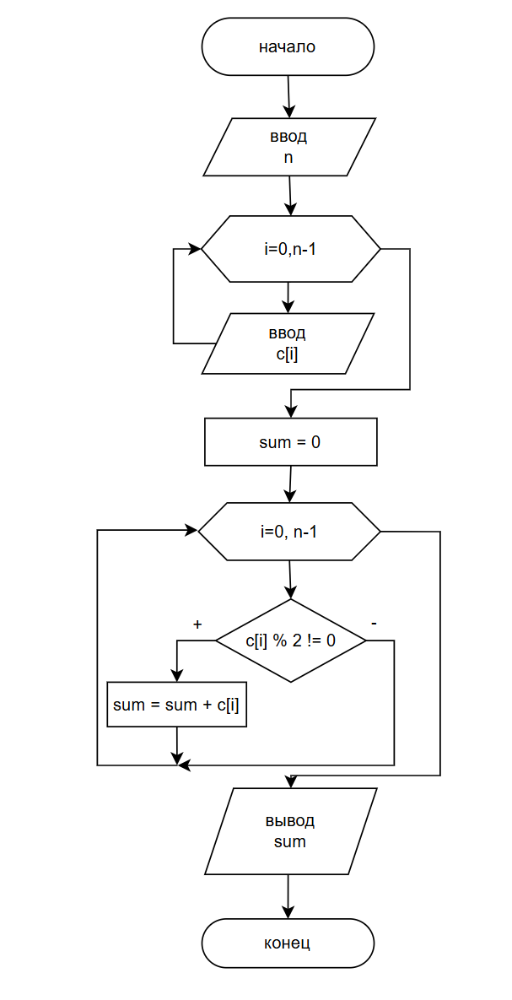 начало
ввод
n
i=0,n-1
ввод
c[i]
sum = 0
i=0, n-1
+
-
c[i] % 2 != 0
sum = sum + c[i]
вывод
sum
конец